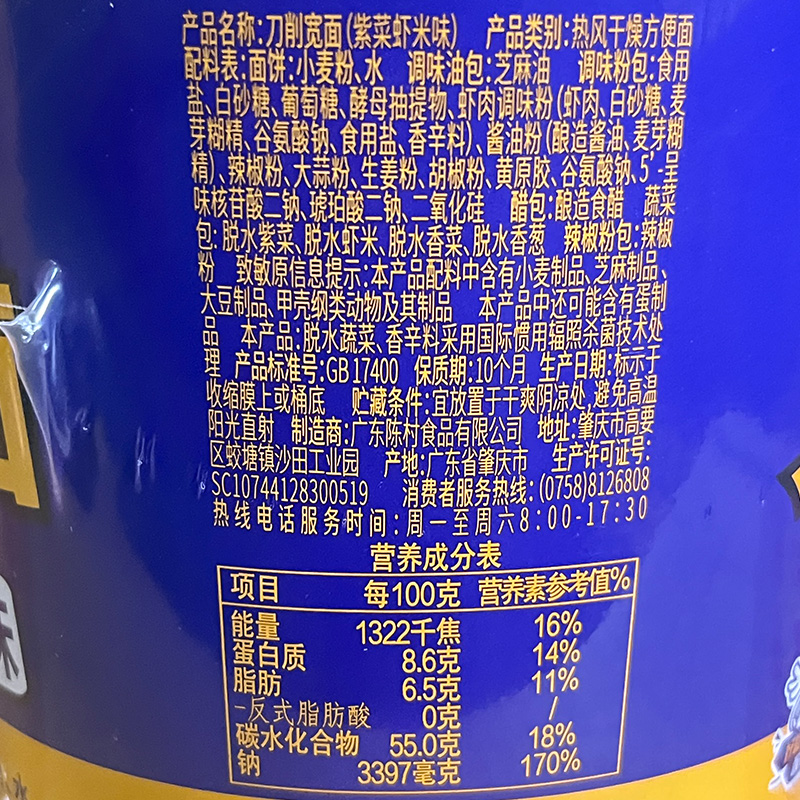 产品名称:刀削宽面(紫菜虾米味) 产品类别:热风干燥方便面
配料表:面饼:小麦粉、水 调味油包:芝麻油 调味粉包:食用
盐、白砂糖、葡萄糖、酵母抽提物、虾肉调味粉(虾肉、白砂糖、麦
芽糊精、谷氨酸钠、食用盐、香辛料)、酱油粉(酿造酱油、麦芽糊
精)、辣椒粉、大蒜粉、生姜粉、胡椒粉、黄原胶、谷氨酸钠、5'-呈
味核苷酸二钠、琥珀酸二钠、二氧化硅 醋包:酿造食醋 蔬菜
包:脱水紫菜、脱水虾米、脱水香菜、脱水香葱 辣椒粉包:辣椒
粉 致敏原信息提示:本产品配料中含有小麦制品、芝麻制品、
大豆制品、甲壳纲类动物及其制品 本产品中还可能含有蛋制
品 本产品:脱水蔬菜、香辛料采用国际惯用辐照杀菌技术处
理 产品标准号:GB 17400 保质期:10个月 生产日期:标示于
收缩膜上或桶底 贮藏条件:宜放置于干爽阴凉处,避免高温
阳光直射 制造商:广东陈村食品有限公司 地址:肇庆市高要
区蛟塘镇沙田工业园 产地:广东省肇庆市 生产许可证号:
SC10744128300519 消费者服务热线:(0758)8126808
热线电话服务时间:周一至周六8:00-17:30
营养成分表
项目 每100克 营养素参考值%
能量 1322千焦 16%
蛋白质 8.6克 14%
脂肪 6.5克 11%
-反式脂肪酸 0克 /
碳水化合物 55.0克 18%
钠 3397毫克 170%